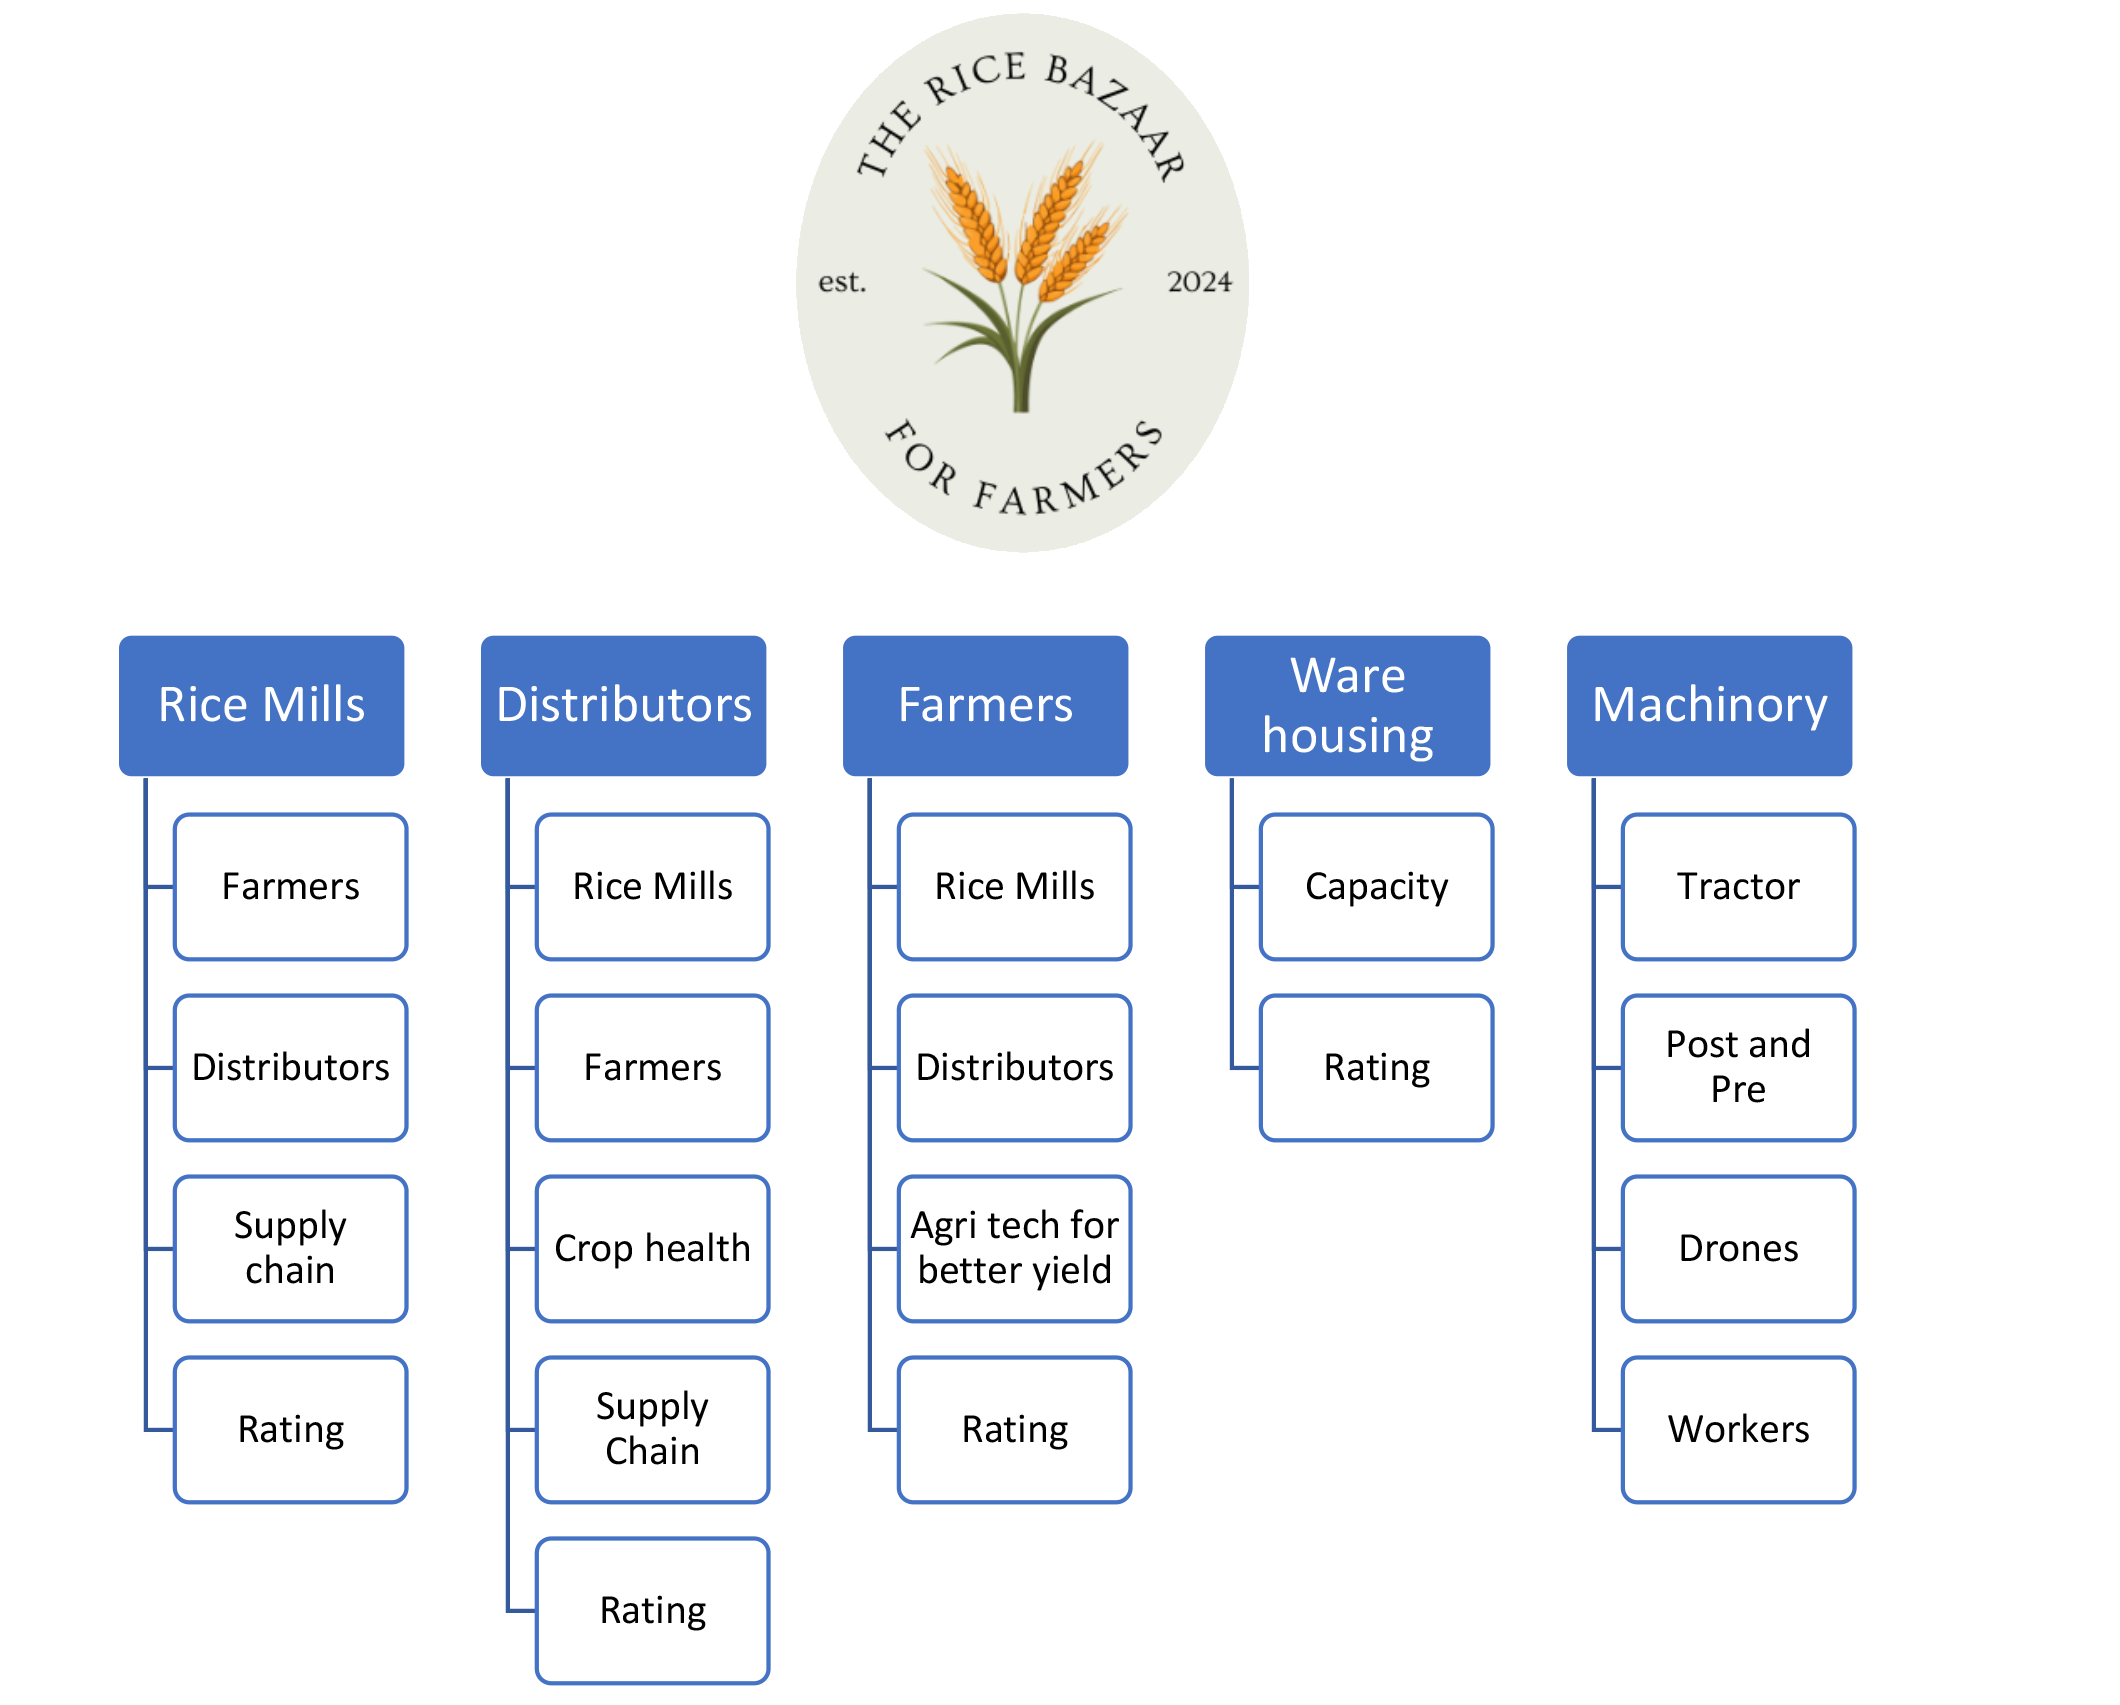 THE RICE BAZAAR
est.
2024
FOR FARMERS
Rice Mills
Farmers
Distributors
Supply
chain
Rating
Distributors
Rice Mills
Farmers
Crop health
Supply
Chain
Rating
Farmers
Rice Mills
Distributors
Agri tech for
better yield
Rating
Ware
housing
Capacity
Rating
Machinory
Tractor
Post and
Pre
Drones
Workers